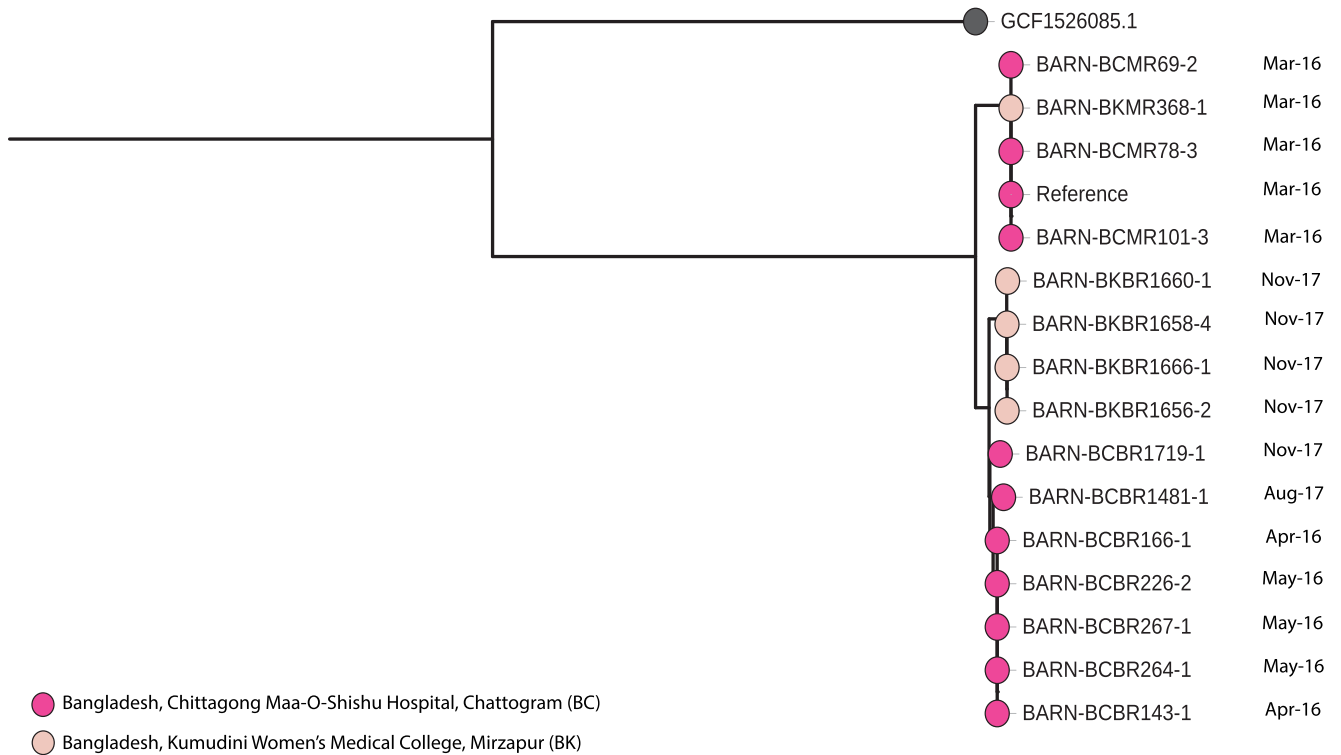 GCF1526085.1
BARN-BCMR69-2 Mar-16
BARN-BKMR368-1 Mar-16
BARN-BCMR78-3 Mar-16
Reference Mar-16
BARN-BCMR101-3 Mar-16
BARN-BKBR1660-1 Nov-17
BARN-BKBR1658-4 Nov-17
BARN-BKBR1666-1 Nov-17
BARN-BKBR1656-2 Nov-17
BARN-BCBR1719-1 Nov-17
BARN-BCBR1481-1 Aug-17
BARN-BCBR166-1 Apr-16
BARN-BCBR226-2 May-16
BARN-BCBR267-1 May-16
BARN-BCBR264-1 May-16
BARN-BCBR143-1 Apr-16
Bangladesh, Chittagong Maa-O-Shishu Hospital, Chattogram (BC)
Bangladesh, Kumudini Women's Medical College, Mirzapur (BK)